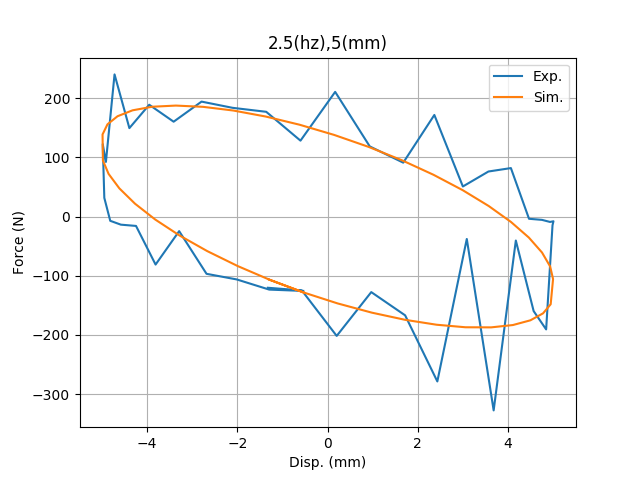 2.5(hz),5(mm)
Exp.
Sim.
Force (N)
200
100
0
−100
−200
−300
−4
−2
0
2
4
Disp. (mm)